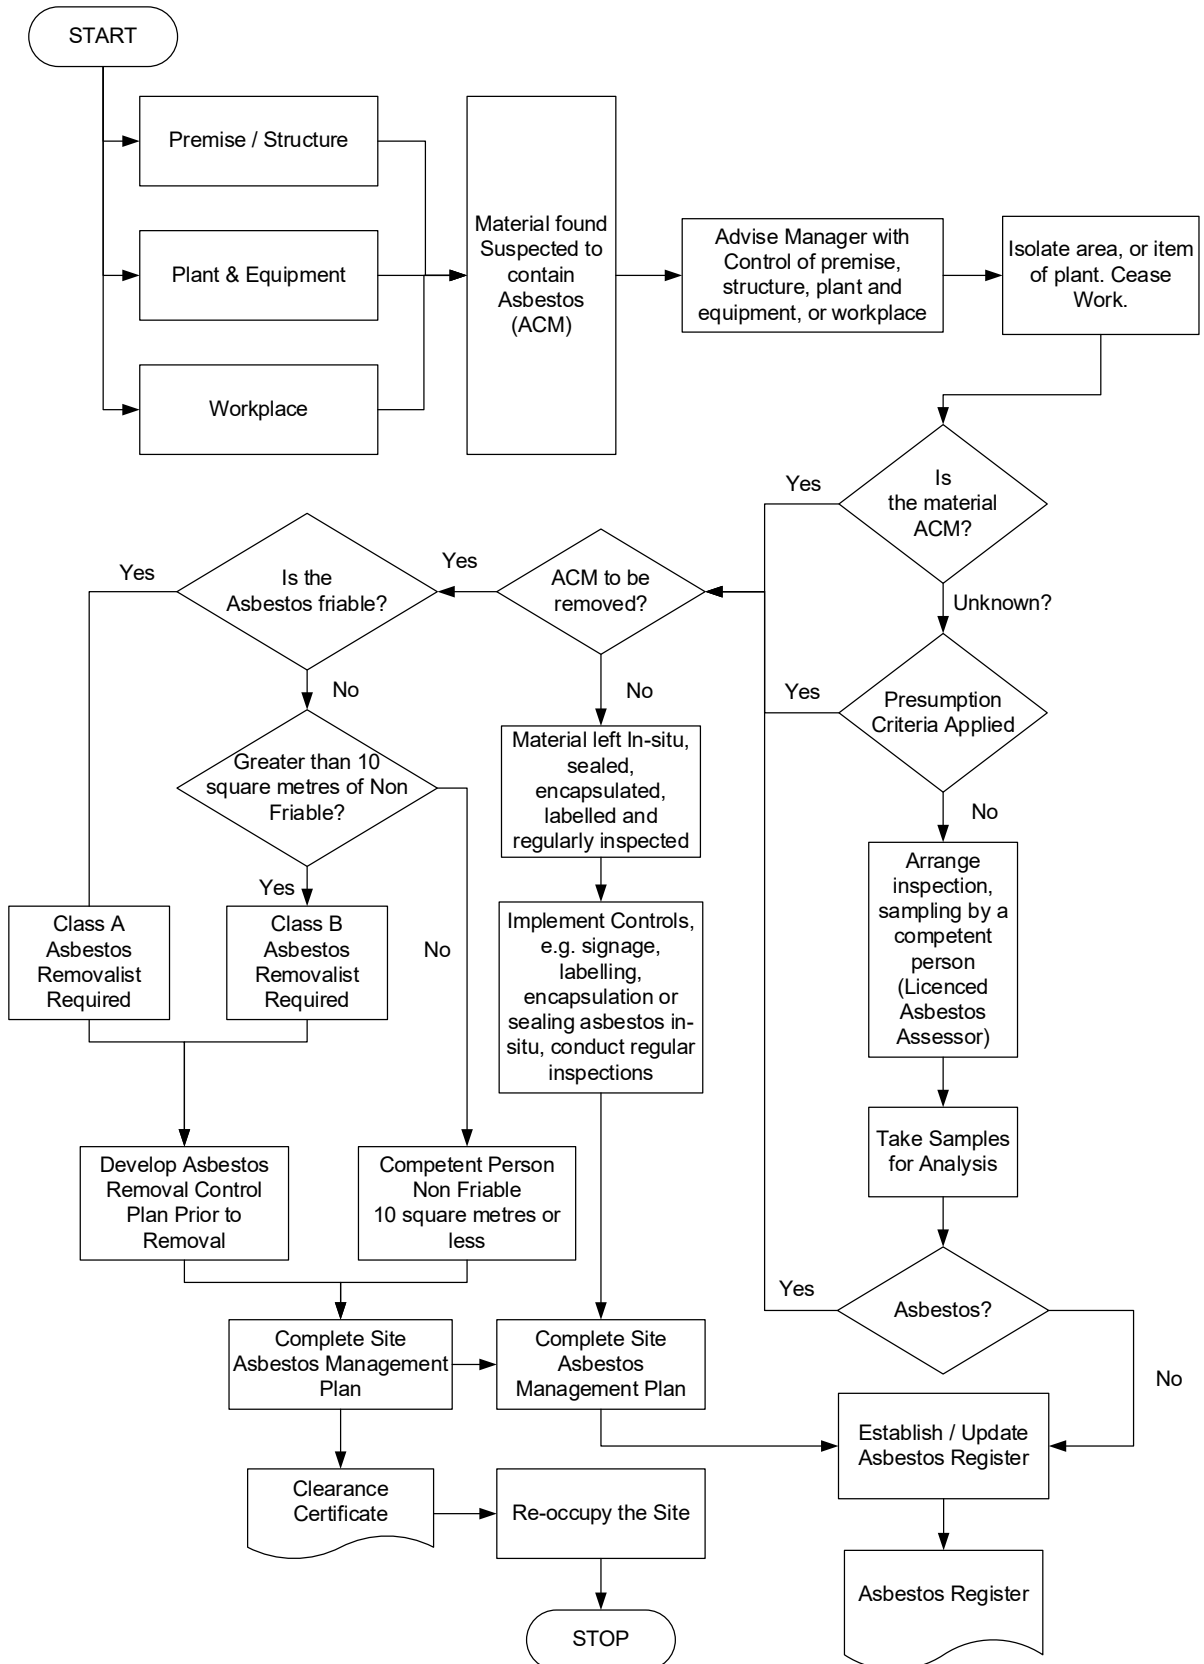 START
Premise / Structure
Plant & Equipment
Workplace
Material found
Suspected to
contain
Asbestos
(ACM)
Advise Manager with
Control of premise,
structure, plant and
equipment, or workplace
Isolate area, or item
of plant. Cease
Work.
Is
the material
ACM?
Yes
Unknown?
Presumption
Criteria Applied
Yes
No
Arrange
inspection,
sampling by a
competent
person
(Licenced
Asbestos
Assessor)
Take Samples
for Analysis
Asbestos?
Yes
No
ACM to be
removed?
Yes
No
Material left In-situ,
sealed,
encapsulated,
labelled and
regularly inspected
Implement Controls,
e.g. signage,
labelling,
encapsulation or
sealing asbestos in-
situ, conduct regular
inspections
Is the
Asbestos friable?
Yes
No
Greater than 10
square metres of Non
Friable?
Yes
No
Class A
Asbestos
Removalist
Required
Class B
Asbestos
Removalist
Required
Develop Asbestos
Removal Control
Plan Prior to
Removal
Competent Person
Non Friable
10 square metres or
less
Complete Site
Asbestos Management
Plan
Complete Site
Asbestos
Management Plan
Establish / Update
Asbestos Register
Clearance
Certificate
Re-occupy the Site
Asbestos Register
STOP